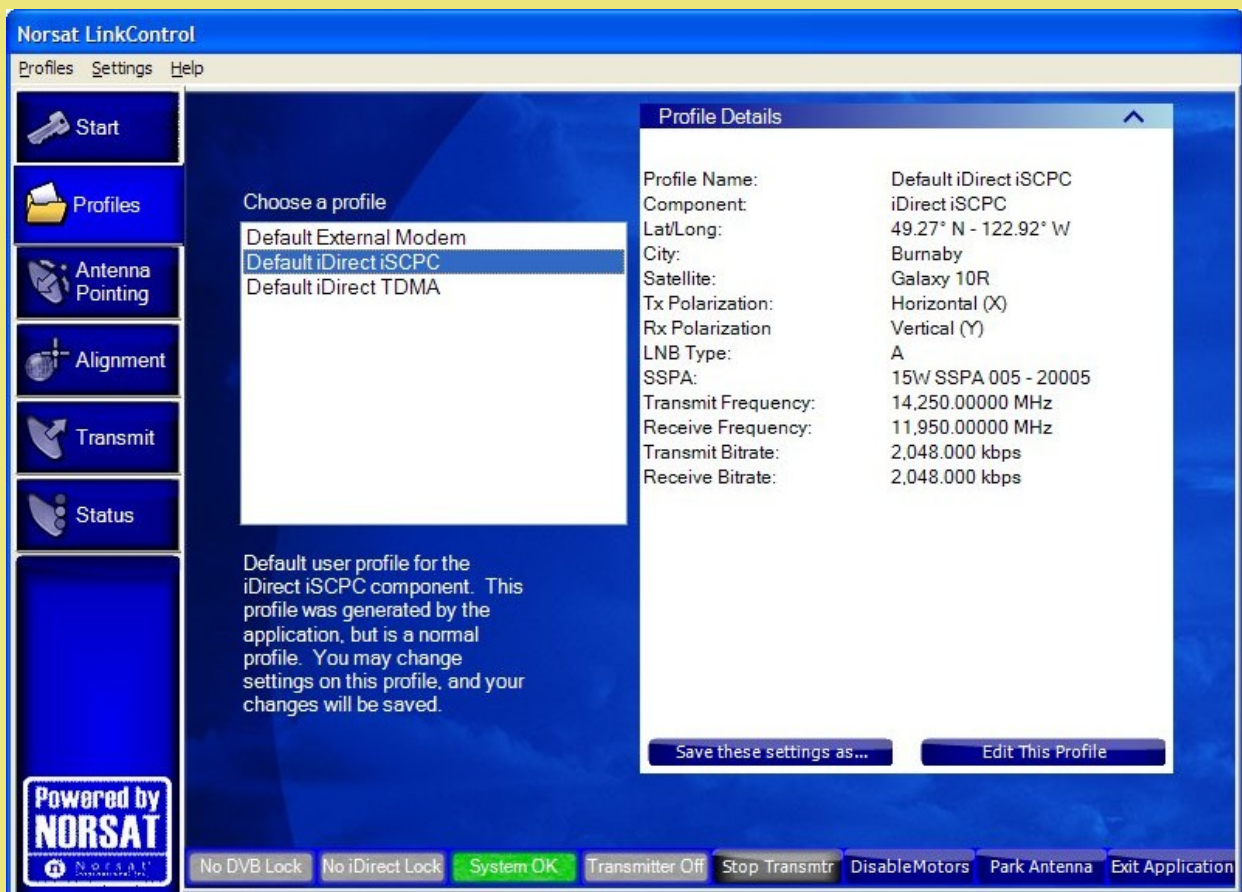 Norsat LinkControl
Profiles Settings Help
Start
Profiles
Antenna
Pointing
Alignment
Transmit
Status
Choose a profile
Default External Modem
Default iDirect iSCPC
Default iDirect TDMA
Default user profile for the
iDirect iSCPC component. This
profile was generated by the
application, but is a normal
profile. You may change
settings on this profile, and your
changes will be saved.
Profile Details
Profile Name: Default iDirect iSCPC
Component: iDirect iSCPC
Lat/Long: 49.27° N - 122.92° W
City: Burnaby
Satellite: Galaxy 10R
Tx Polarization: Horizontal (X)
Rx Polarization Vertical (Y)
LNB Type: A
SSPA: 15W SSPA 005 - 20005
Transmit Frequency: 14,250.00000 MHz
Receive Frequency: 11,950.00000 MHz
Transmit Bitrate: 2,048.000 kbps
Receive Bitrate: 2,048.000 kbps
Save these settings as... Edit This Profile
Powered by
NORSAT
No DVB Lock No iDirect Lock System OK Transmitter Off Stop Transmtr DisableMotors Park Antenna Exit Application